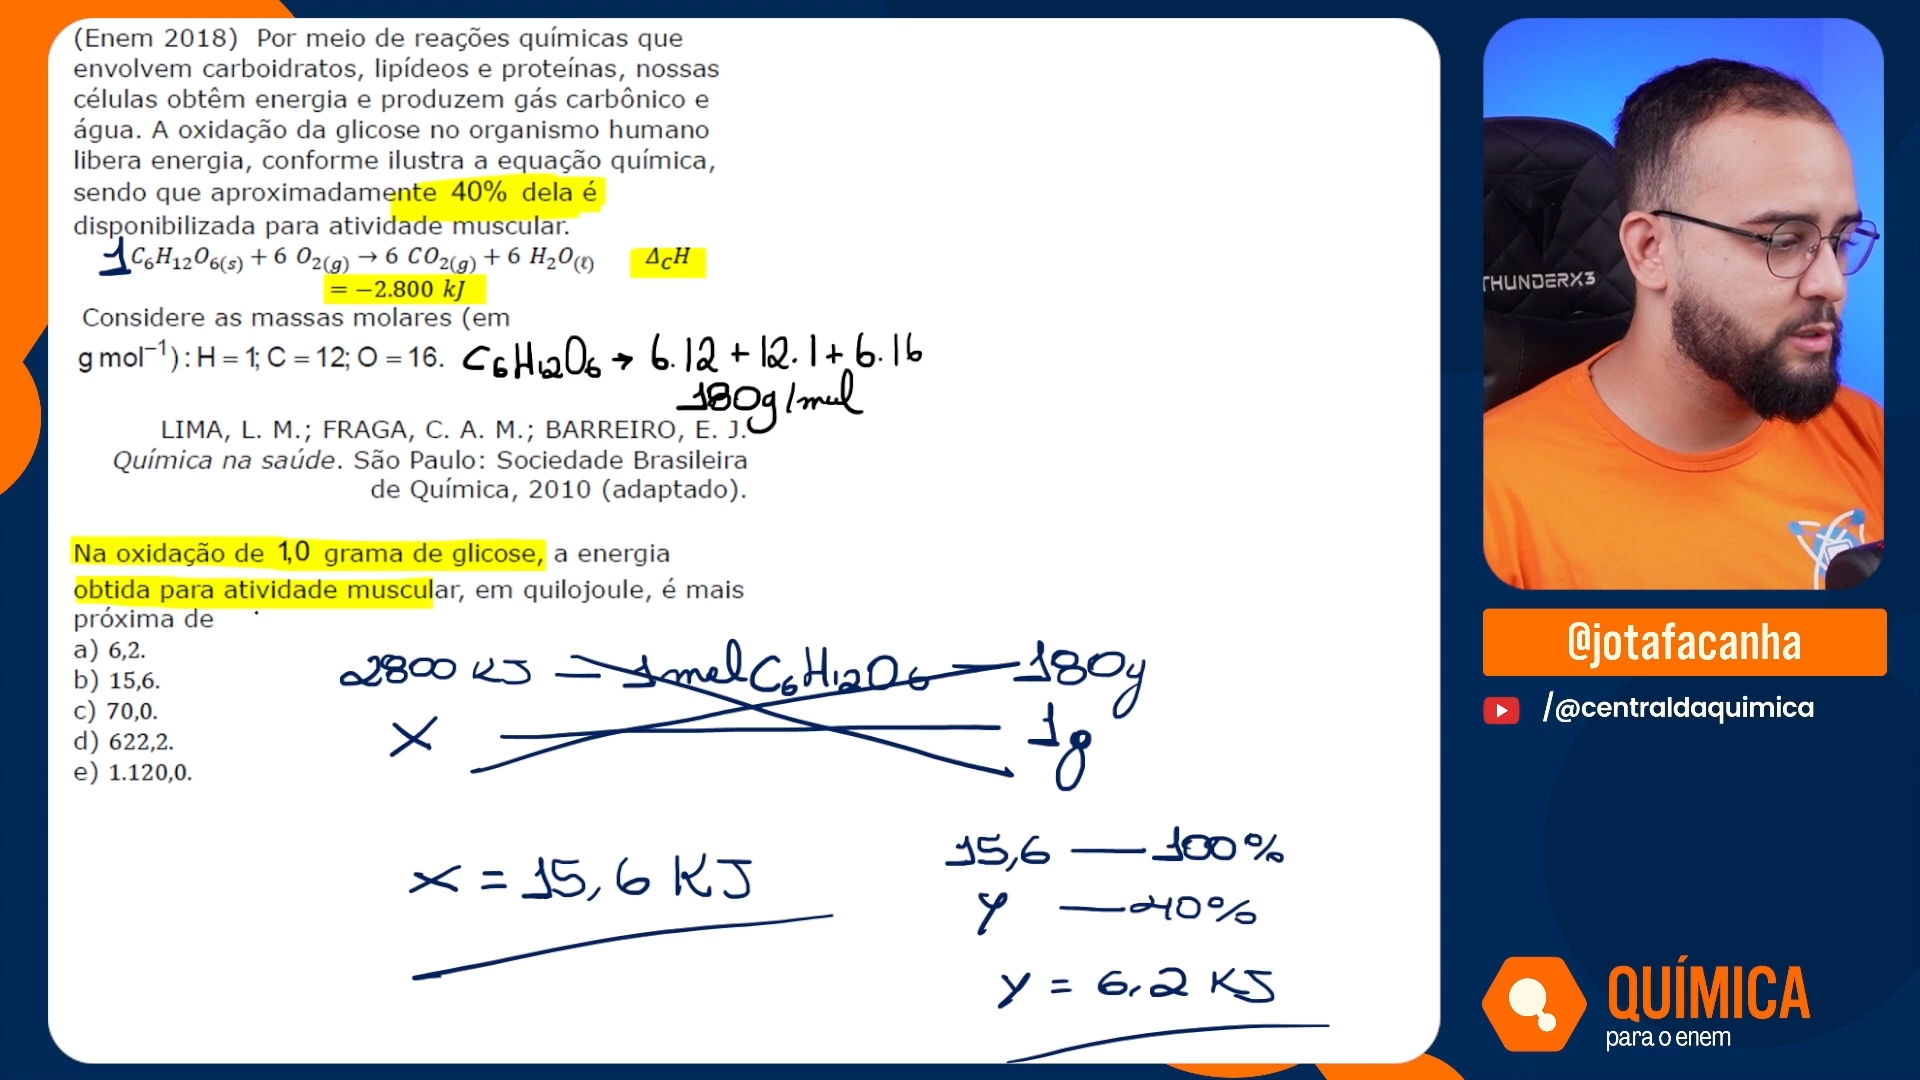 (Enem 2018) Por meio de reações químicas que
envolvem carboidratos, lipídeos e proteínas, nossas
células obtêm energia e produzem gás carbônico e
água. A oxidação da glicose no organismo humano
libera energia, conforme ilustra a equação química,
sendo que aproximadamente 40% dela é
disponibilizada para atividade muscular.
1 C₆H₁₂O₆(s) + 6 O₂(g) → 6 CO₂(g) + 6 H₂O(ℓ) ΔCH
= −2.800 kJ
Considere as massas molares (em
g mol⁻¹): H = 1; C = 12; O = 16.
C₆H₁₂O₆ → 6.12 + 12.1 + 6.16
180g/mol
LIMA, L. M.; FRAGA, C. A. M.; BARREIRO, E. J.
Química na saúde. São Paulo: Sociedade Brasileira
de Química, 2010 (adaptado).
Na oxidação de 1,0 grama de glicose, a energia
obtida para atividade muscular, em quilojoule, é mais
próxima de
a) 6,2.
b) 15,6.
c) 70,0.
d) 622,2.
e) 1.120,0.
2800 KJ — 1 mol C₆H₁₂O₆ — 180g
X — 1g
x = 15,6 KJ
15,6 — 100%
y — 40%
y = 6,2 KJ
THUNDERX3
@jotafacanha
/@centraldaquimica
QUÍMICA
para o enem